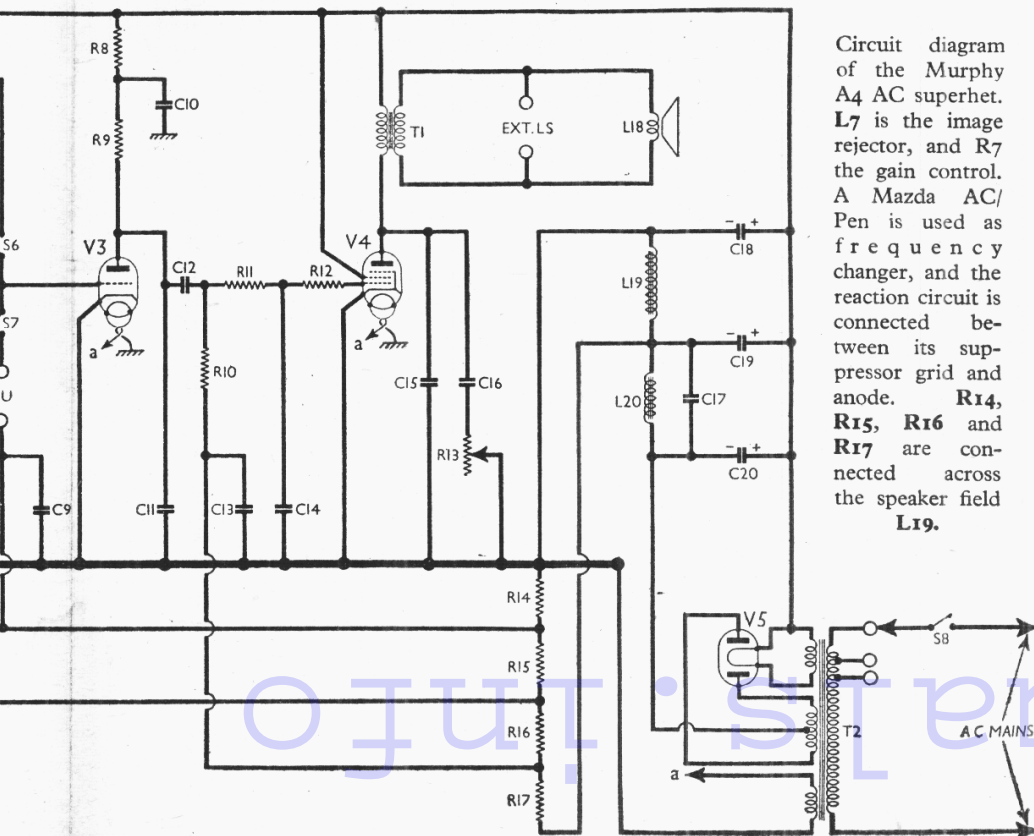 Circuit diagram
of the Murphy
A4 AC superhet.
L7 is the image
rejector, and R7
the gain control.
A Mazda AC/
Pen is used as
frequency
changer, and the
reaction circuit is
connected be-
tween its sup-
pressor grid and
anode. R14,
R15, R16 and
R17 are con-
nected across
the speaker field
L19.
R8
C10
R9
T1
EXT. LS
L18
S6
V3
C12
R11
R12
V4
S7
a
a
U
R10
C15
C16
R13
C9
C11
C13
C14
L19
- +
C18
- +
C19
L20
C17
- +
C20
R14
R15
R16
R17
V5
S8
T2
AC MAINS
a